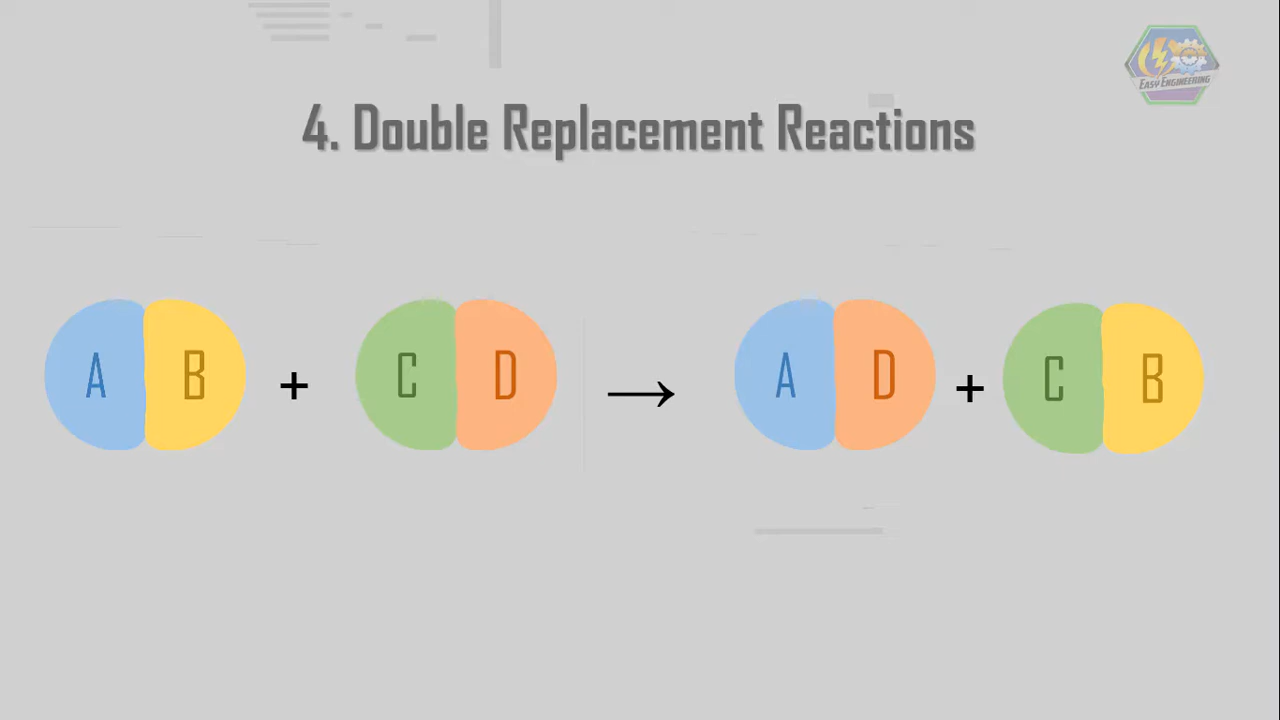 EASY ENGINEERING
4. Double Replacement Reactions
A B + C D → A D + C B